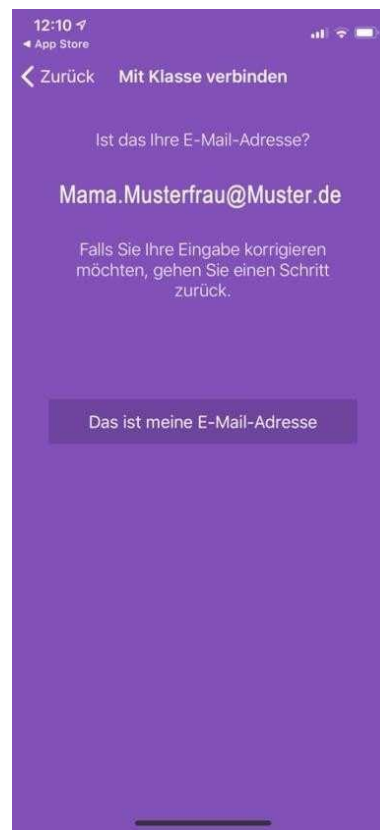 12:10
App Store
Zurück Mit Klasse verbinden
Ist das Ihre E-Mail-Adresse?
Mama.Musterfrau@Muster.de
Falls Sie Ihre Eingabe korrigieren
möchten, gehen Sie einen Schritt
zurück.
Das ist meine E-Mail-Adresse